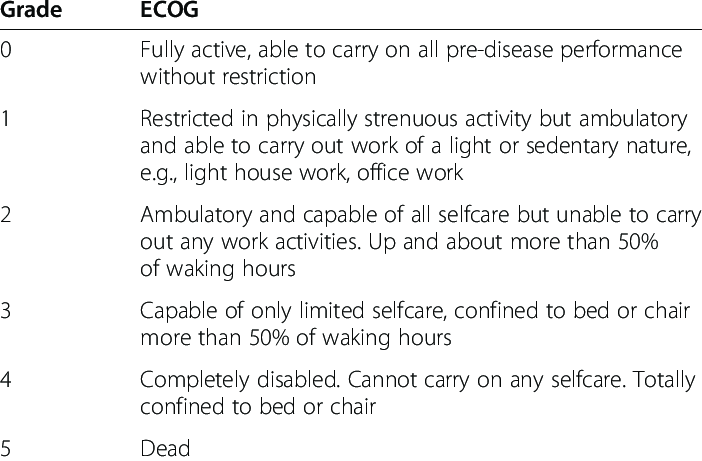 Grade ECOG
0 Fully active, able to carry on all pre-disease performance
without restriction
1 Restricted in physically strenuous activity but ambulatory
and able to carry out work of a light or sedentary nature,
e.g., light house work, office work
2 Ambulatory and capable of all selfcare but unable to carry
out any work activities. Up and about more than 50%
of waking hours
3 Capable of only limited selfcare, confined to bed or chair
more than 50% of waking hours
4 Completely disabled. Cannot carry on any selfcare. Totally
confined to bed or chair
5 Dead